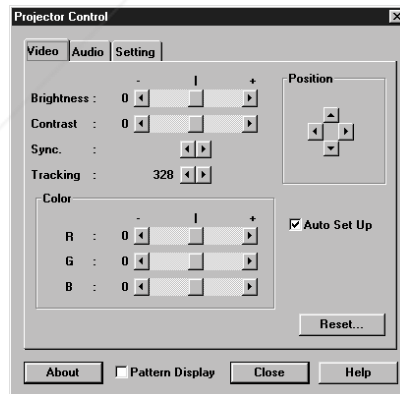 Projector Control
Video Audio Setting
- | +
Brightness : 0
Contrast : 0
Sync. :
Tracking : 328
Position
Color
- | +
R : 0
G : 0
B : 0
Auto Set Up
Reset...
About Pattern Display Close Help